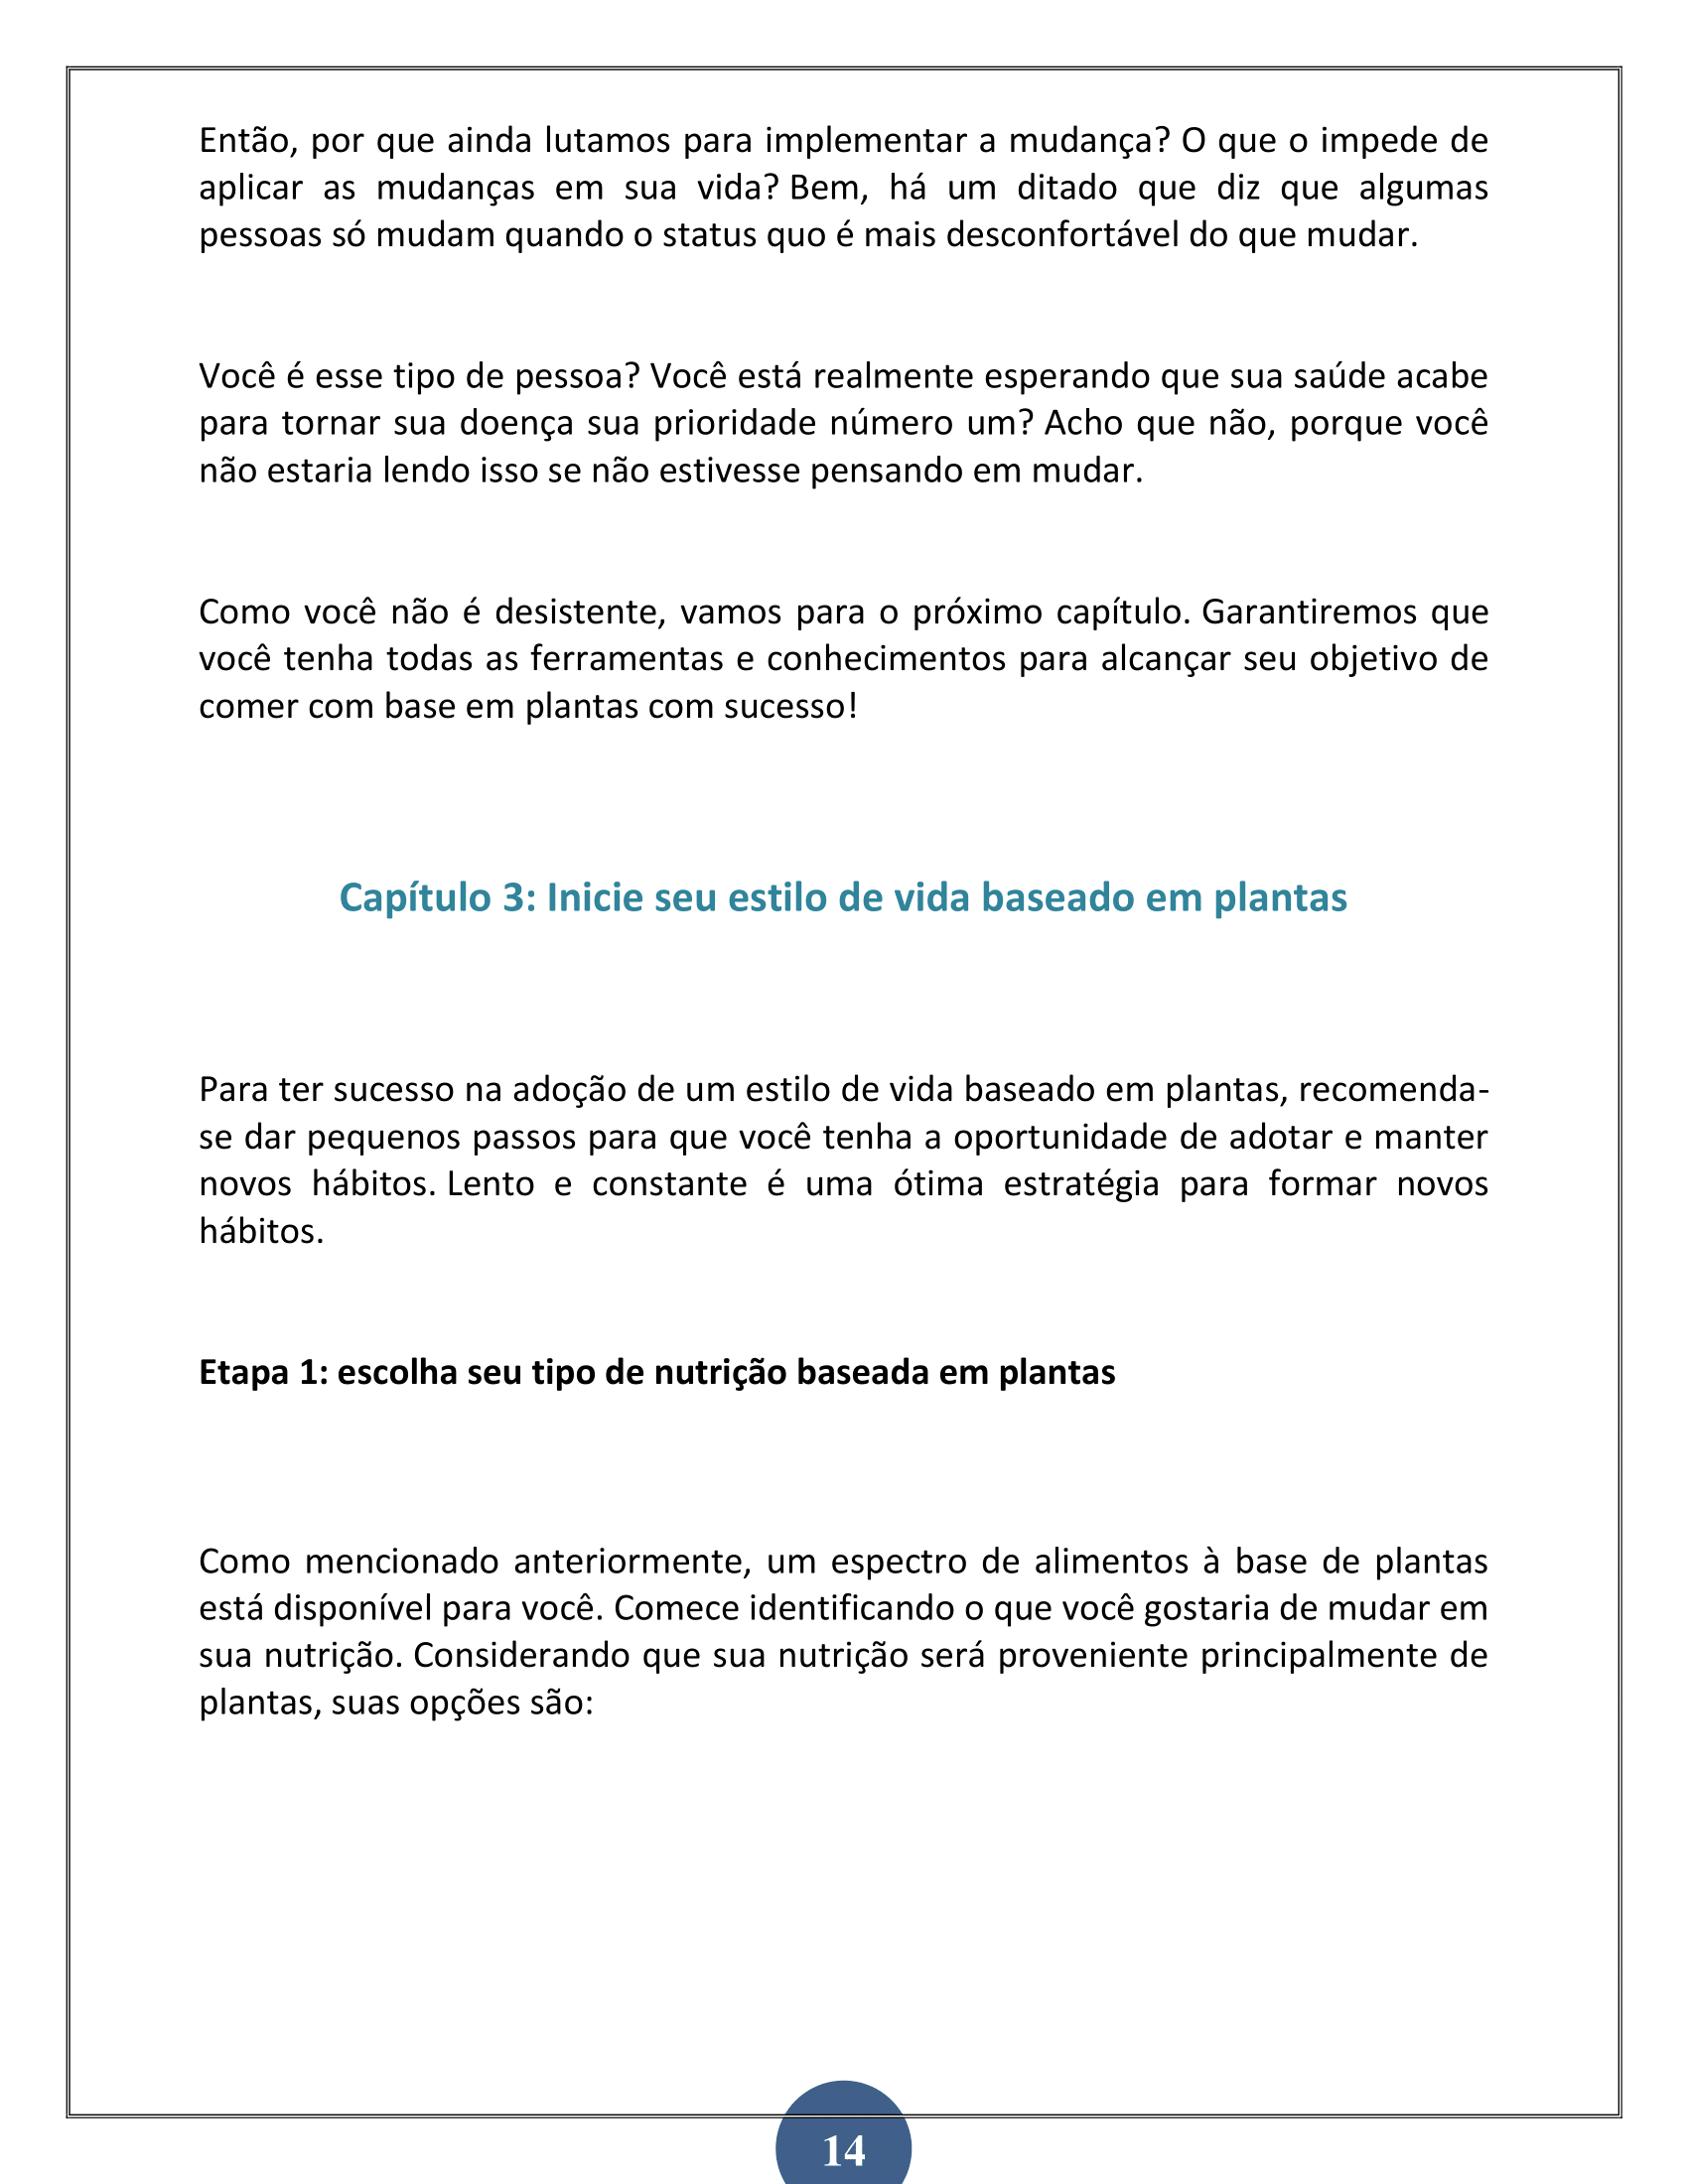 Então, por que ainda lutamos para implementar a mudança? O que o impede de
aplicar as mudanças em sua vida? Bem, há um ditado que diz que algumas
pessoas só mudam quando o status quo é mais desconfortável do que mudar.
Você é esse tipo de pessoa? Você está realmente esperando que sua saúde acabe
para tornar sua doença sua prioridade número um? Acho que não, porque você
não estaria lendo isso se não estivesse pensando em mudar.
Como você não é desistente, vamos para o próximo capítulo. Garantiremos que
você tenha todas as ferramentas e conhecimentos para alcançar seu objetivo de
comer com base em plantas com sucesso!
Capítulo 3: Inicie seu estilo de vida baseado em plantas
Para ter sucesso na adoção de um estilo de vida baseado em plantas, recomenda-
se dar pequenos passos para que você tenha a oportunidade de adotar e manter
novos hábitos. Lento e constante é uma ótima estratégia para formar novos
hábitos.
Etapa 1: escolha seu tipo de nutrição baseada em plantas
Como mencionado anteriormente, um espectro de alimentos à base de plantas
está disponível para você. Comece identificando o que você gostaria de mudar em
sua nutrição. Considerando que sua nutrição será proveniente principalmente de
plantas, suas opções são:
14